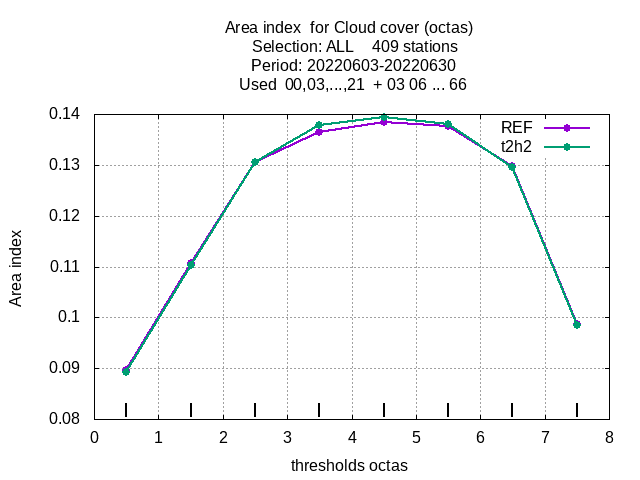 Area index  for Cloud cover (octas)
Selection: ALL    409 stations
Period: 20220603-20220630
Used  00,03,...,21  + 03 06 ... 66
REF
t2h2
0.14
0.13
0.12
0.11
0.1
0.09
0.08
Area index
0 1 2 3 4 5 6 7 8
thresholds octas